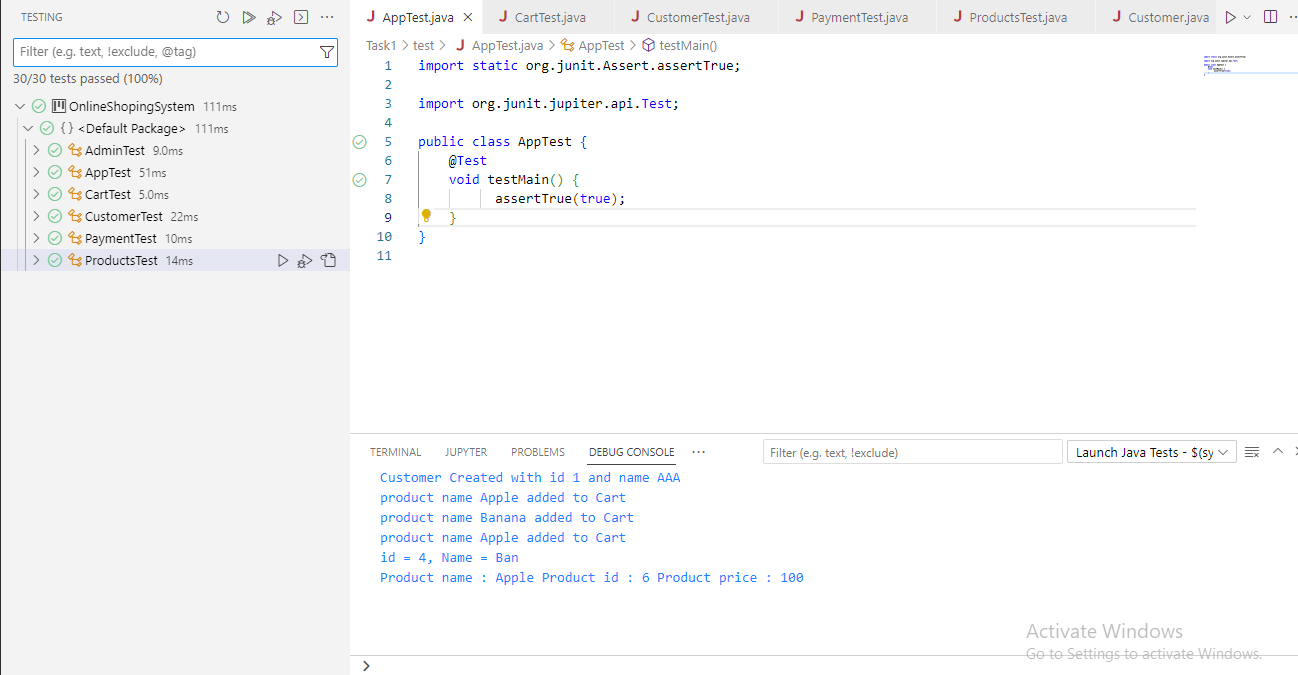 TESTING
Filter (e.g. text, !exclude, @tag)
30/30 tests passed (100%)
OnlineShopingSystem 111ms
{} <Default Package> 111ms
AdminTest 9.0ms
AppTest 51ms
CartTest 5.0ms
CustomerTest 22ms
PaymentTest 10ms
ProductsTest 14ms
J AppTest.java J CartTest.java J CustomerTest.java J PaymentTest.java J ProductsTest.java J Customer.java
Task1 > test > J AppTest.java > AppTest > testMain()
1 import static org.junit.Assert.assertTrue;
2
3 import org.junit.jupiter.api.Test;
4
5 public class AppTest {
6 @Test
7 void testMain() {
8 assertTrue(true);
9 }
10 }
11
TERMINAL JUPYTER PROBLEMS DEBUG CONSOLE ... Filter (e.g. text, !exclude) Launch Java Tests - $(sy
Customer Created with id 1 and name AAA
product name Apple added to Cart
product name Banana added to Cart
product name Apple added to Cart
id = 4, Name = Ban
Product name : Apple Product id : 6 Product price : 100
Activate Windows
Go to Settings to activate Windows.
>